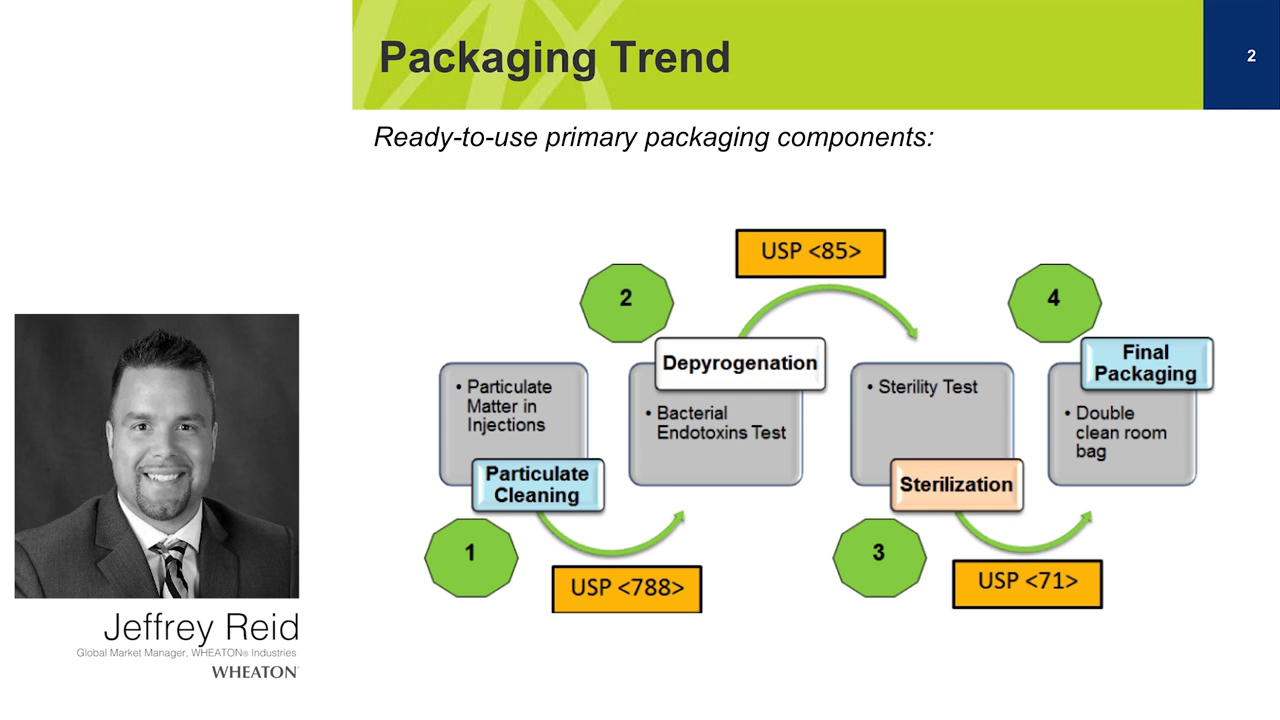 Packaging Trend
2
Ready-to-use primary packaging components:
USP <85>
2
4
Depyrogenation
Final
Packaging
• Particulate
Matter in
Injections
• Bacterial
Endotoxins Test
• Sterility Test
• Double
clean room
bag
Particulate
Cleaning
Sterilization
1
USP <788>
3
USP <71>
Jeffrey Reid
Global Market Manager, WHEATON® Industries
WHEATON®